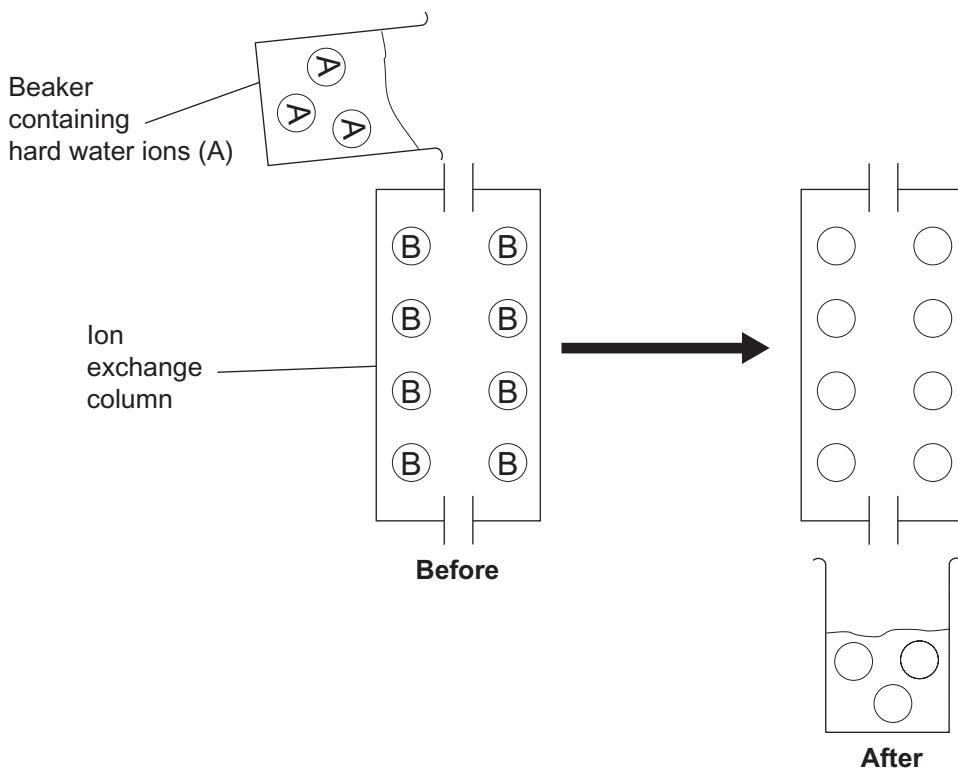 Beaker
containing
hard water ions (A)
A
A
A
B B
B B
B B
B B
Ion
exchange
column
Before
After